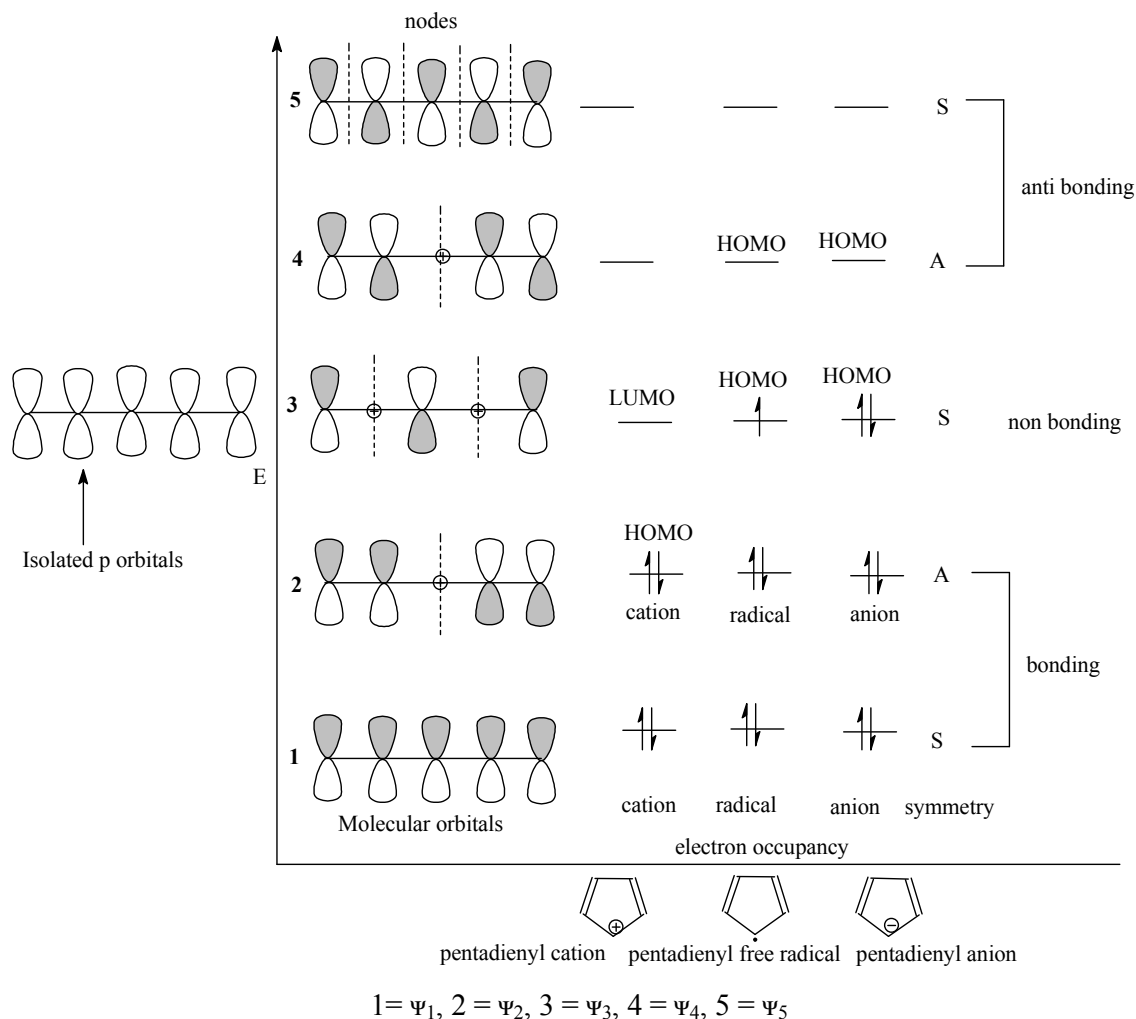 nodes
5
S
anti bonding
4
HOMO
HOMO
A
3
LUMO
HOMO
HOMO
S
non bonding
E
Isolated p orbitals
2
HOMO
A
cation
radical
anion
bonding
1
S
cation
radical
anion
symmetry
Molecular orbitals
electron occupancy
pentadienyl cation
pentadienyl free radical
pentadienyl anion
1= Ψ1, 2 = Ψ2, 3 = Ψ3, 4 = Ψ4, 5 = Ψ5